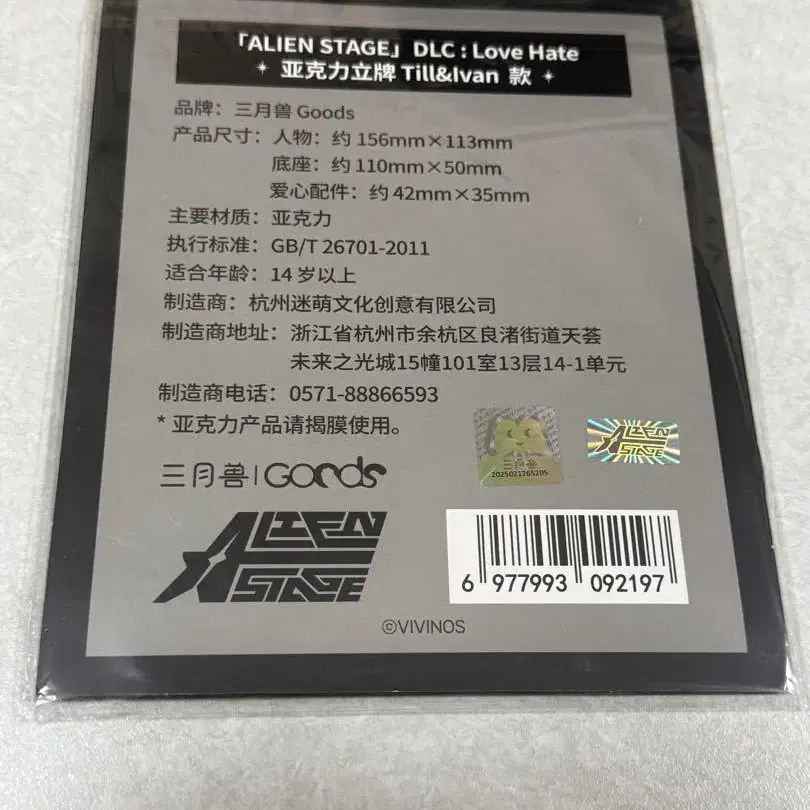 「ALIEN STAGE」DLC : Love Hate
亚克力立牌 Till&Ivan 款
品牌：三月兽 Goods
产品尺寸：人物：约 156mm×113mm
底座：约 110mm×50mm
爱心配件：约 42mm×35mm
主要材质：亚克力
执行标准：GB/T 26701-2011
适合年龄：14 岁以上
制造商：杭州迷萌文化创意有限公司
制造商地址：浙江省杭州市余杭区良渚街道天荟
未来之光城15幢101室13层14-1单元
制造商电话：0571-88866593
* 亚克力产品请揭膜使用。
三月兽
2025021265205
ALIEN
STAGE
三月兽|Goods
ALIEN
STAGE
6 977993 092197
©VIVINOS